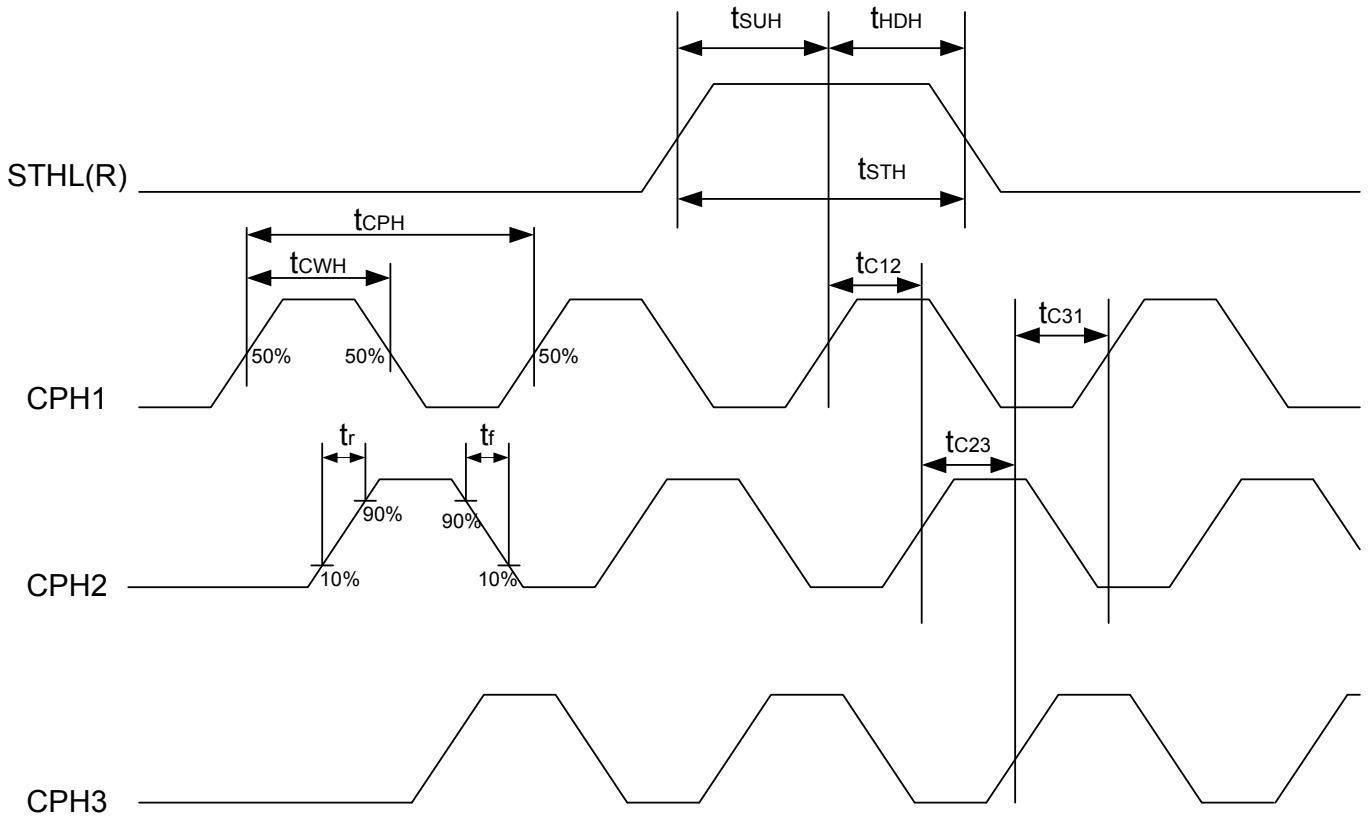 tSUH tHDH
STHL(R)
tSTH
tCPH
tCWH
tC12
tC31
50% 50% 50%
CPH1
tr tf
tC23
90% 90%
10% 10%
CPH2
CPH3